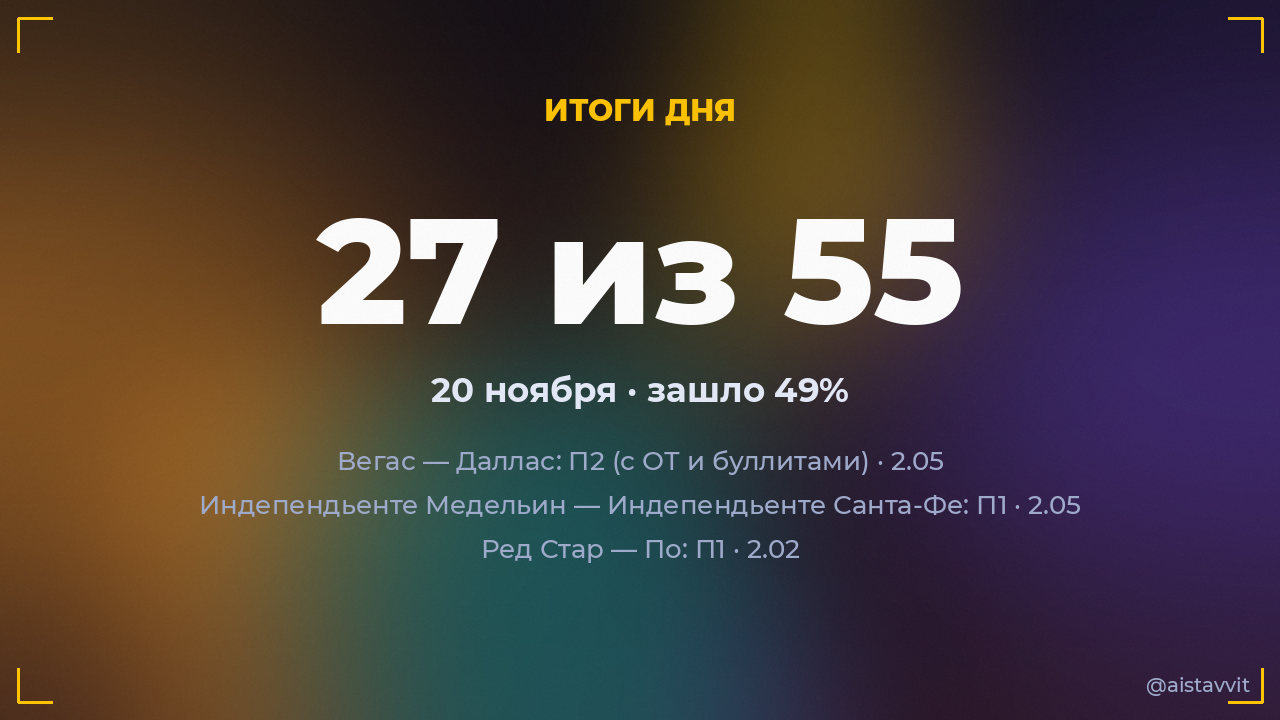 ИТОГИ ДНЯ
27 из 55
20 ноября · зашло 49%
Вегас — Даллас: П2 (с ОТ и буллитами) · 2.05
Индепендьенте Медельин — Индепендьенте Санта-Фе: П1 · 2.05
Ред Стар — По: П1 · 2.02
@aistavvit